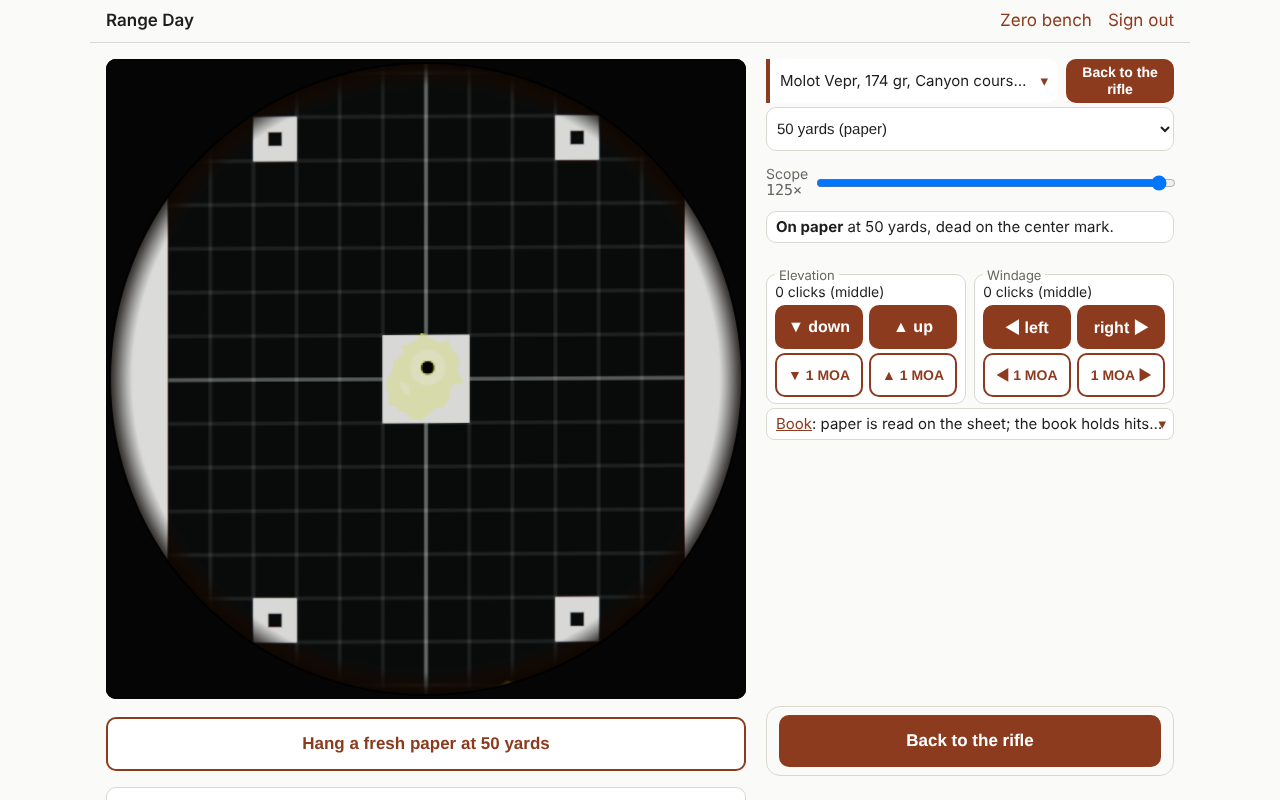 Range Day
Zero bench
Sign out
Molot Vepr, 174 gr, Canyon cours... ▾
Back to the
rifle
50 yards (paper)
Scope
125×
On paper at 50 yards, dead on the center mark.
Elevation
0 clicks (middle)
▼ down
▲ up
▼ 1 MOA
▲ 1 MOA
Windage
0 clicks (middle)
◀ left
right ▶
◀ 1 MOA
1 MOA ▶
Book: paper is read on the sheet; the book holds hits...▾
Hang a fresh paper at 50 yards
Back to the rifle